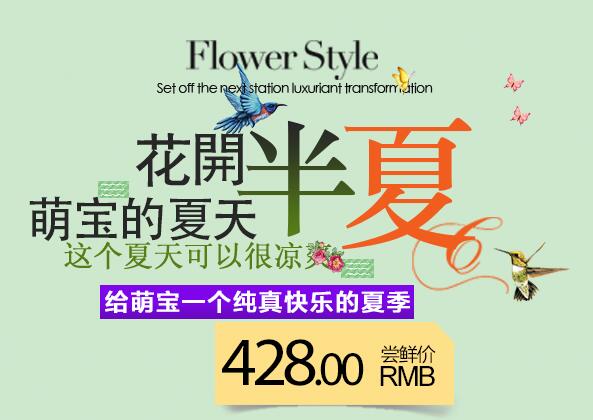 Flower Style
Set off the next station luxuriant transformation
花開半夏
萌宝的夏天
这个夏天可以很凉爽
给萌宝一个纯真快乐的夏季
428.00 尝鲜价
RMB